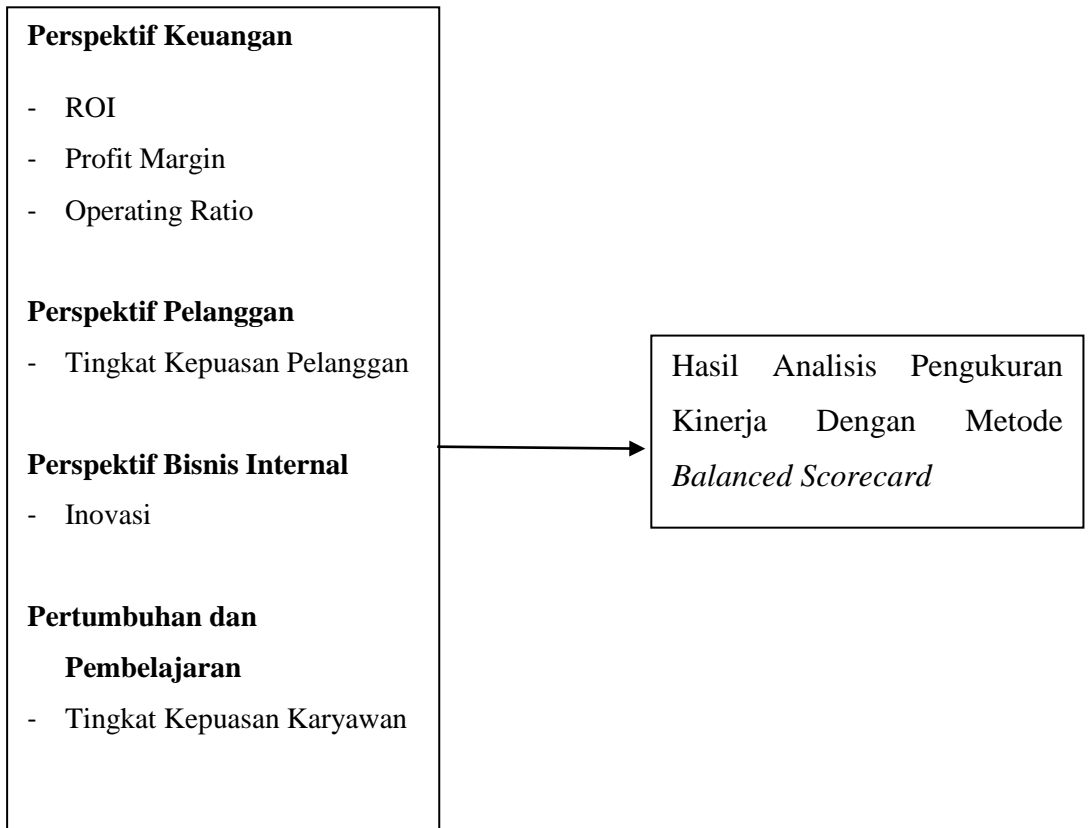 Perspektif Keuangan
- ROI
- Profit Margin
- Operating Ratio
Perspektif Pelanggan
- Tingkat Kepuasan Pelanggan
Perspektif Bisnis Internal
- Inovasi
Pertumbuhan dan
Pembelajaran
- Tingkat Kepuasan Karyawan
Hasil Analisis Pengukuran
Kinerja Dengan Metode
Balanced Scorecard